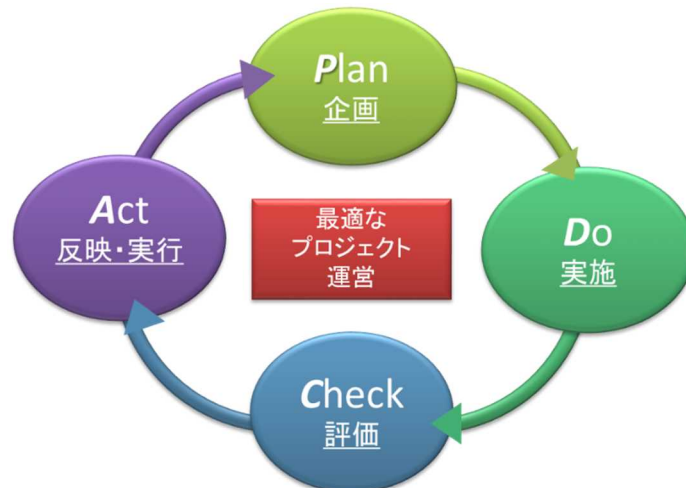 Plan
企画
Do
実施
Check
評価
Act
反映・実行
最適な
プロジェクト
運営